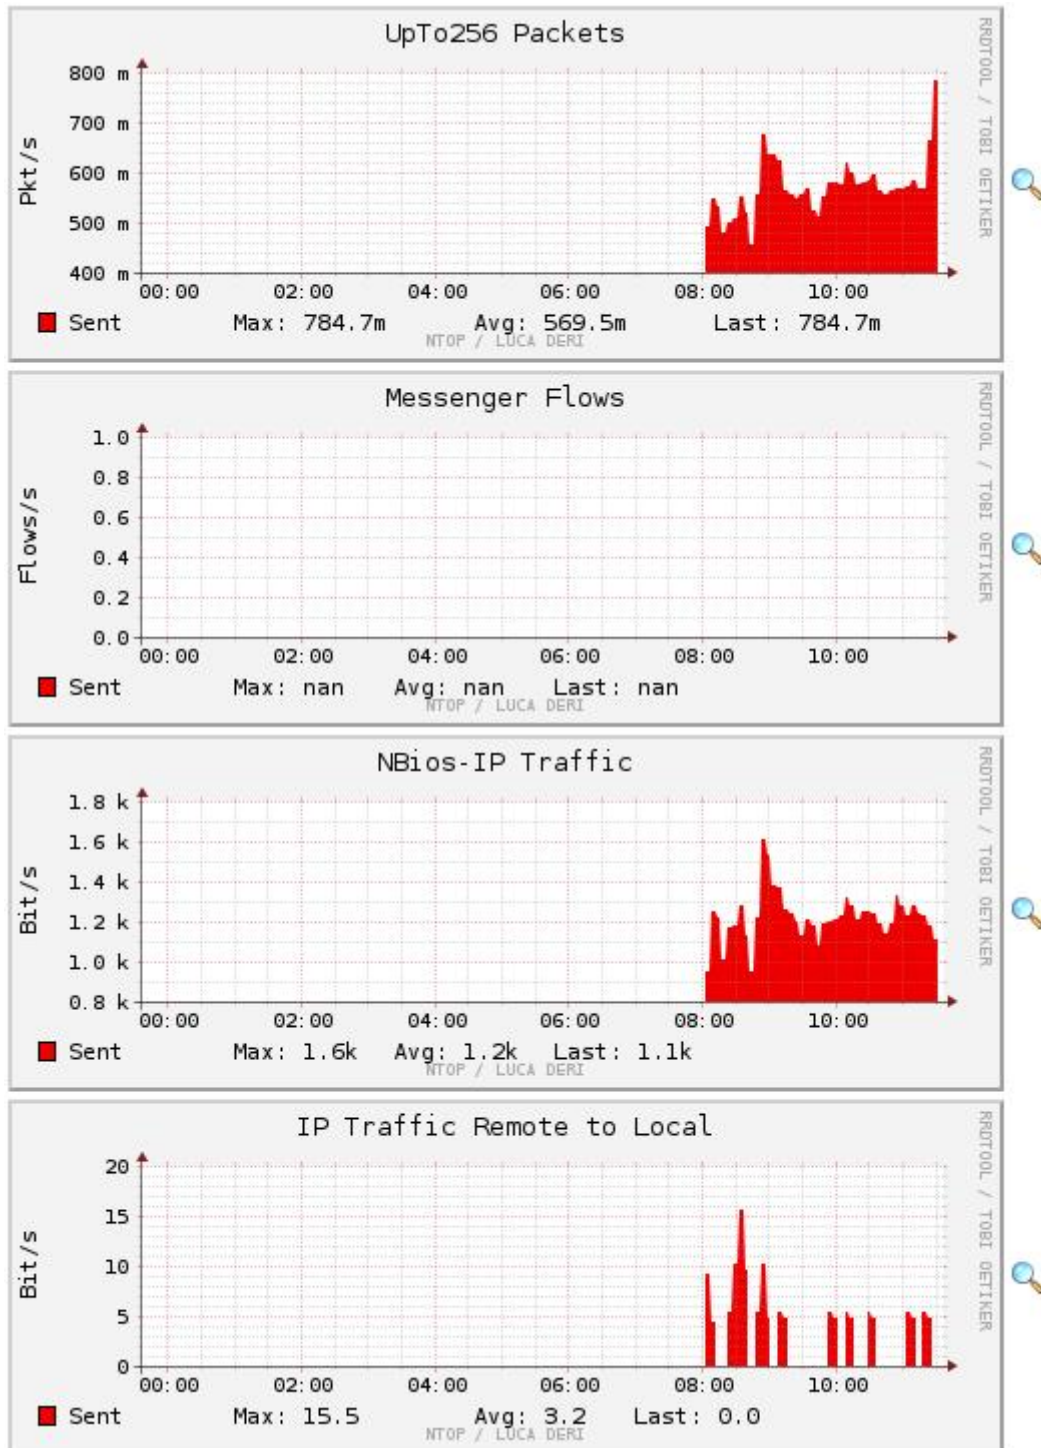 UpTo256 Packets
RRDTOOL / TOBI OETIKER
Pkt/s
800 m
700 m
600 m
500 m
400 m
00:00 02:00 04:00 06:00 08:00 10:00
Sent Max: 784.7m Avg: 569.5m Last: 784.7m
NTOP / LUCA DERI
Messenger Flows
RRDTOOL / TOBI OETIKER
Flows/s
1.0
0.8
0.6
0.4
0.2
0.0
00:00 02:00 04:00 06:00 08:00 10:00
Sent Max: nan Avg: nan Last: nan
NTOP / LUCA DERI
NBios-IP Traffic
RRDTOOL / TOBI OETIKER
Bit/s
1.8 k
1.6 k
1.4 k
1.2 k
1.0 k
0.8 k
00:00 02:00 04:00 06:00 08:00 10:00
Sent Max: 1.6k Avg: 1.2k Last: 1.1k
NTOP / LUCA DERI
IP Traffic Remote to Local
RRDTOOL / TOBI OETIKER
Bit/s
20
15
10
5
0
00:00 02:00 04:00 06:00 08:00 10:00
Sent Max: 15.5 Avg: 3.2 Last: 0.0
NTOP / LUCA DERI